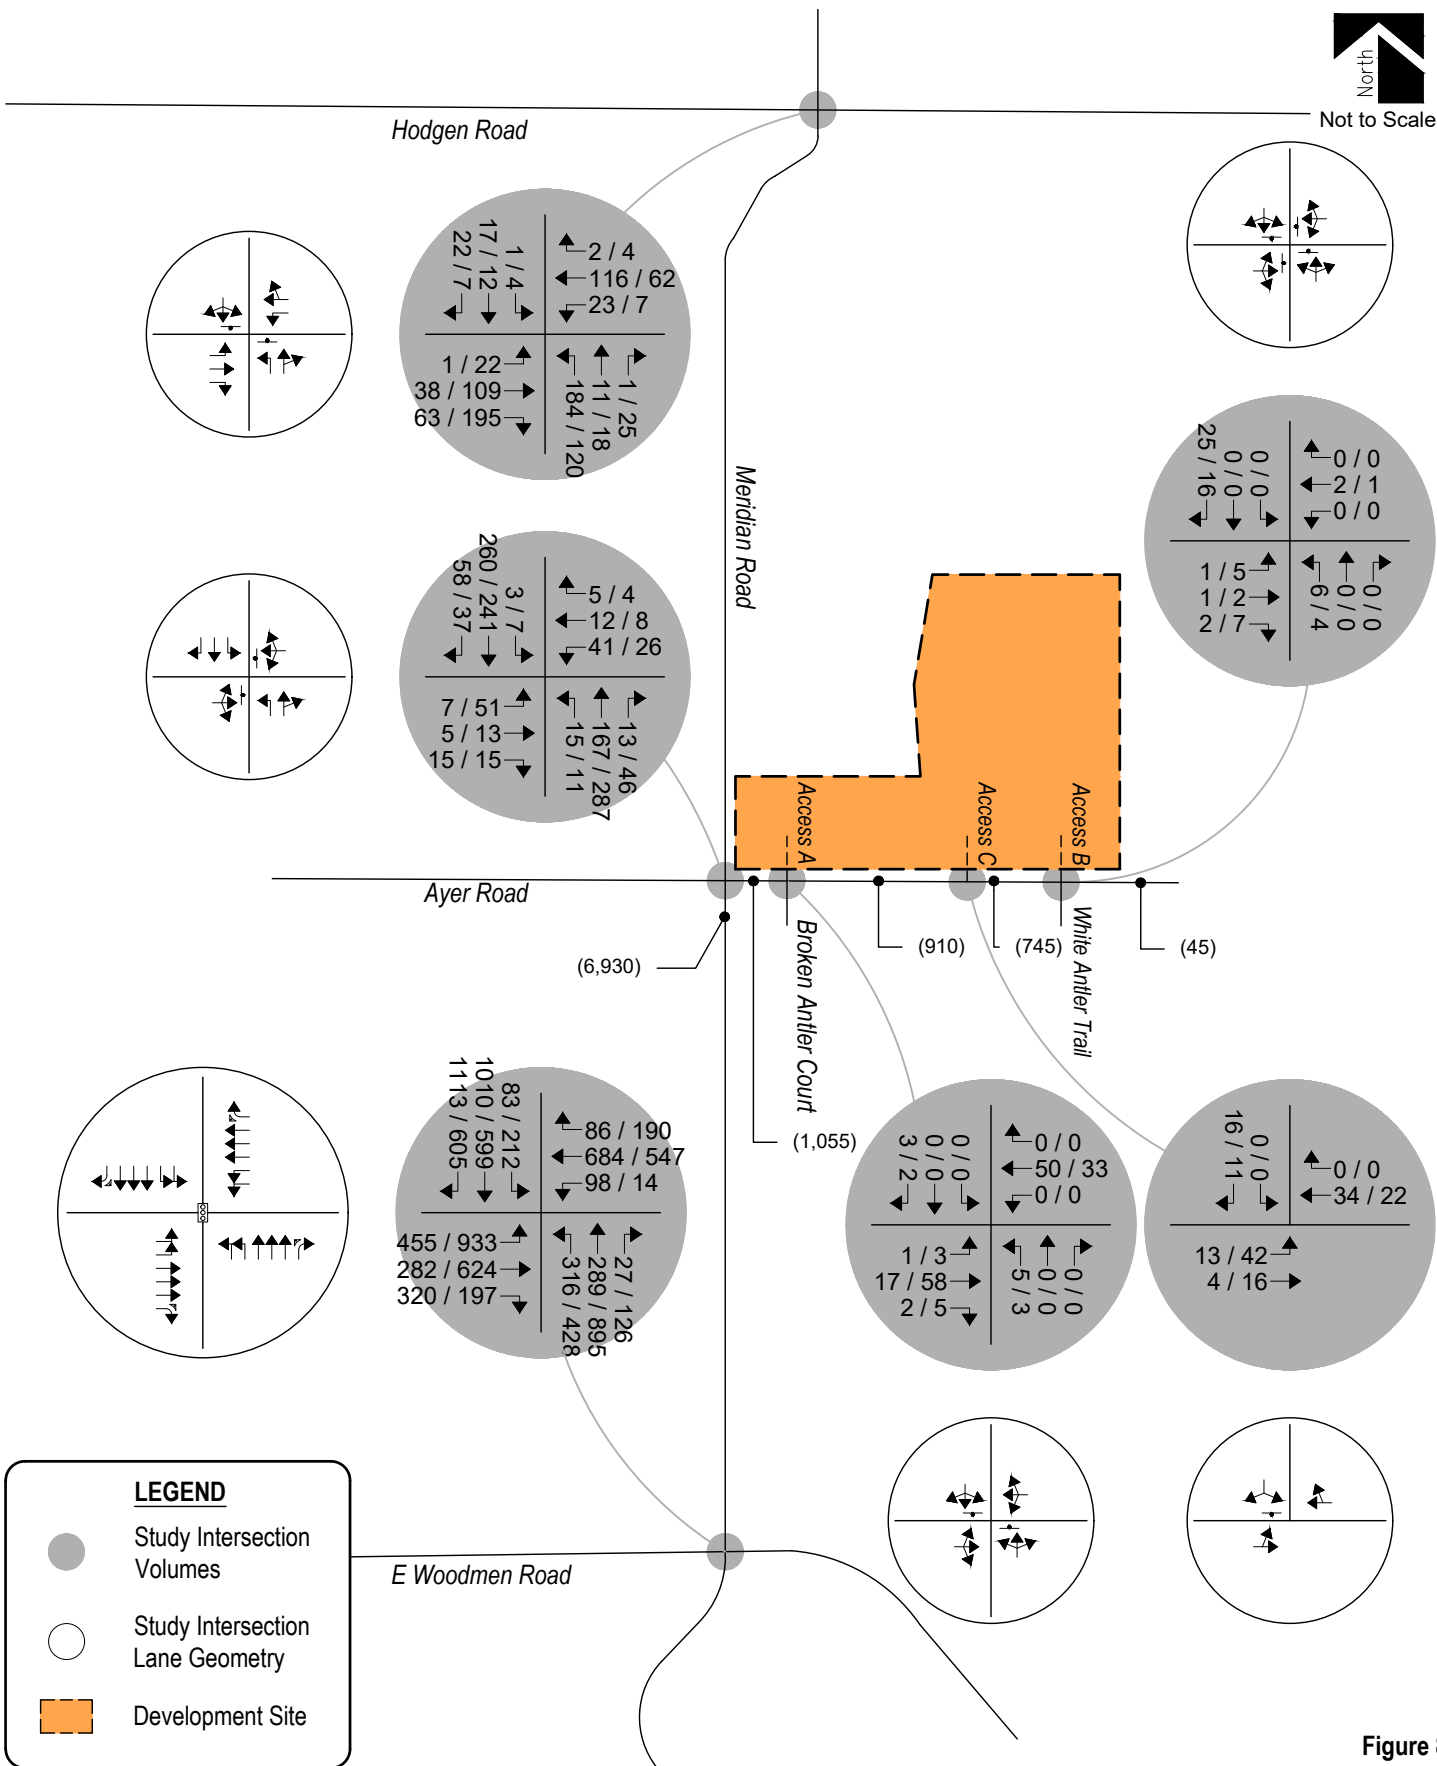 North
Not to Scale
Hodgen Road
22 / 7
17 / 12
1 / 4
2 / 4
116 / 62
23 / 7
1 / 22
38 / 109
63 / 195
184 / 120
11 / 18
1 / 25
Meridian Road
25 / 16
0 / 0
0 / 0
0 / 0
2 / 1
0 / 0
1 / 5
1 / 2
2 / 7
6 / 4
0 / 0
0 / 0
58 / 37
260 / 241
3 / 7
5 / 4
12 / 8
41 / 26
7 / 51
5 / 13
15 / 15
15 / 11
167 / 287
13 / 46
Access A
Access C
Access B
Ayer Road
Broken Antler Court
White Antler Trail
(6,930)
(910)
(745)
(45)
(1,055)
1113 / 605
1010 / 599
83 / 212
86 / 190
684 / 547
98 / 14
455 / 933
282 / 624
320 / 197
316 / 428
289 / 895
27 / 126
3 / 2
0 / 0
0 / 0
0 / 0
50 / 33
0 / 0
1 / 3
17 / 58
2 / 5
5 / 3
0 / 0
0 / 0
16 / 11
0 / 0
0 / 0
34 / 22
13 / 42
4 / 16
E Woodmen Road
LEGEND
Study Intersection
Volumes
Study Intersection
Lane Geometry
Development Site
Figure